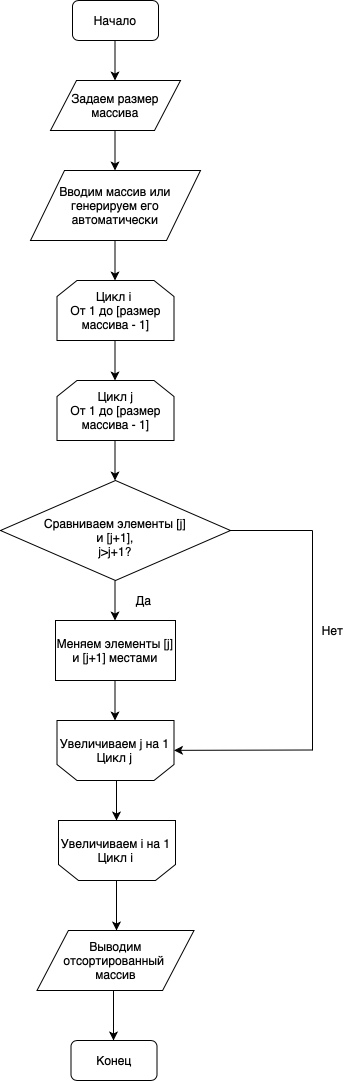 Начало
Задаем размер
массива
Вводим массив или
генерируем его
автоматически
Цикл i
От 1 до [размер
массива - 1]
Цикл j
От 1 до [размер
массива - 1]
Сравниваем элементы [j]
и [j+1],
j>j+1?
Да
Нет
Меняем элементы [j]
и [j+1] местами
Увеличиваем j на 1
Цикл j
Увеличиваем i на 1
Цикл i
Выводим
отсортированный
массив
Конец